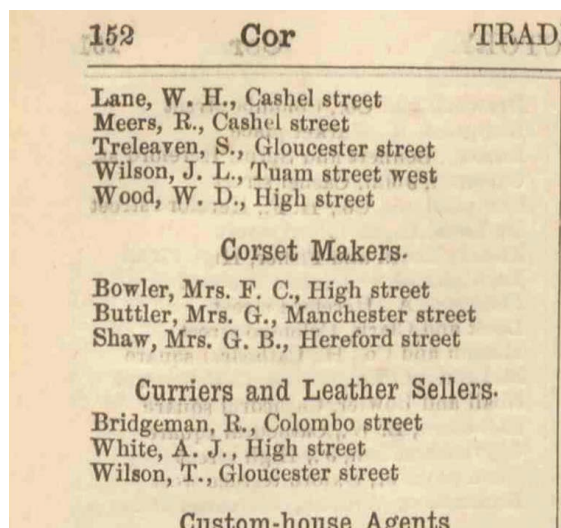 152 Cor TRAD
Lane, W. H., Cashel street
Meers, R., Cashel street
Treleaven, S., Gloucester street
Wilson, J. L., Tuam street west
Wood, W. D., High street
Corset Makers.
Bowler, Mrs. F. C., High street
Buttler, Mrs. G., Manchester street
Shaw, Mrs. G. B., Hereford street
Curriers and Leather Sellers.
Bridgeman, R., Colombo street
White, A. J., High street
Wilson, T., Gloucester street
Custom-house Agents